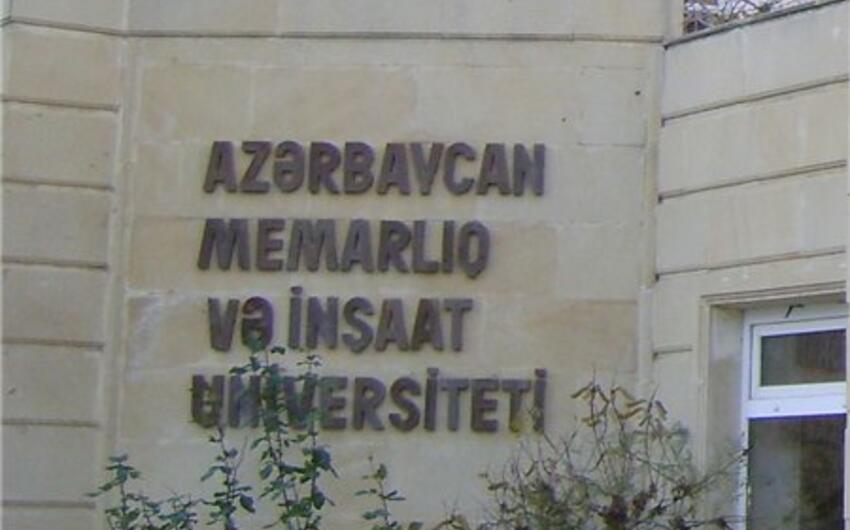 AZƏRBAYCAN
MEMARLIQ
VƏ İNŞAAT
UNİVERSİTETİ